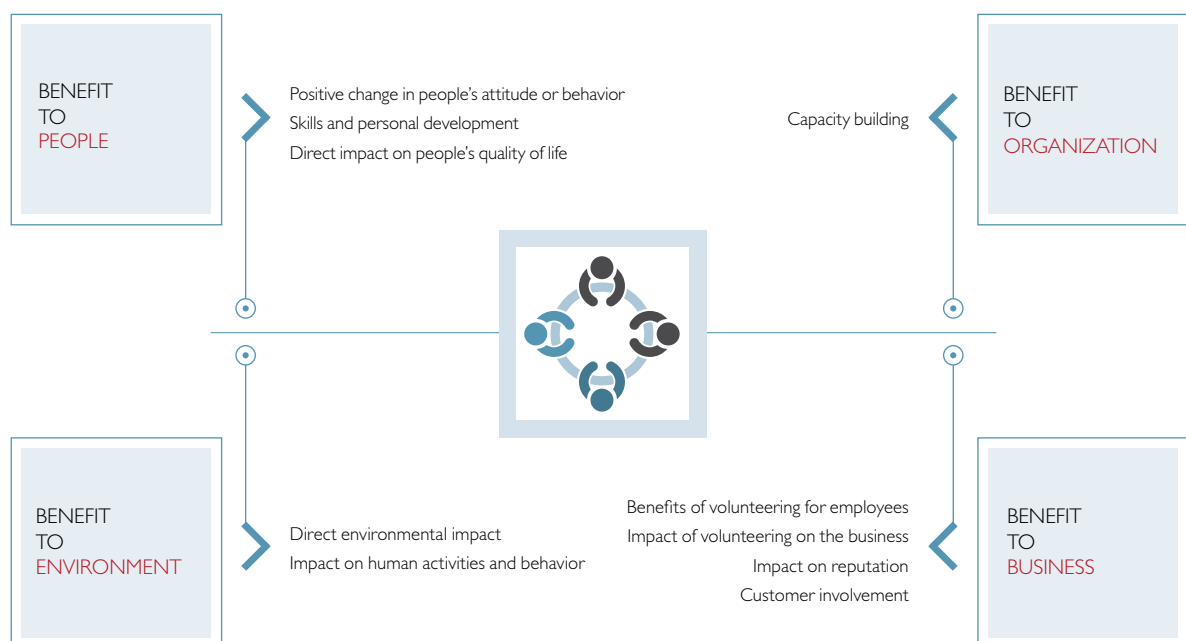 BENEFIT
TO
PEOPLE
Positive change in people's attitude or behavior
Skills and personal development
Direct impact on people's quality of life
Capacity building
BENEFIT
TO
ORGANIZATION
BENEFIT
TO
ENVIRONMENT
Direct environmental impact
Impact on human activities and behavior
Benefits of volunteering for employees
Impact of volunteering on the business
Impact on reputation
Customer involvement
BENEFIT
TO
BUSINESS